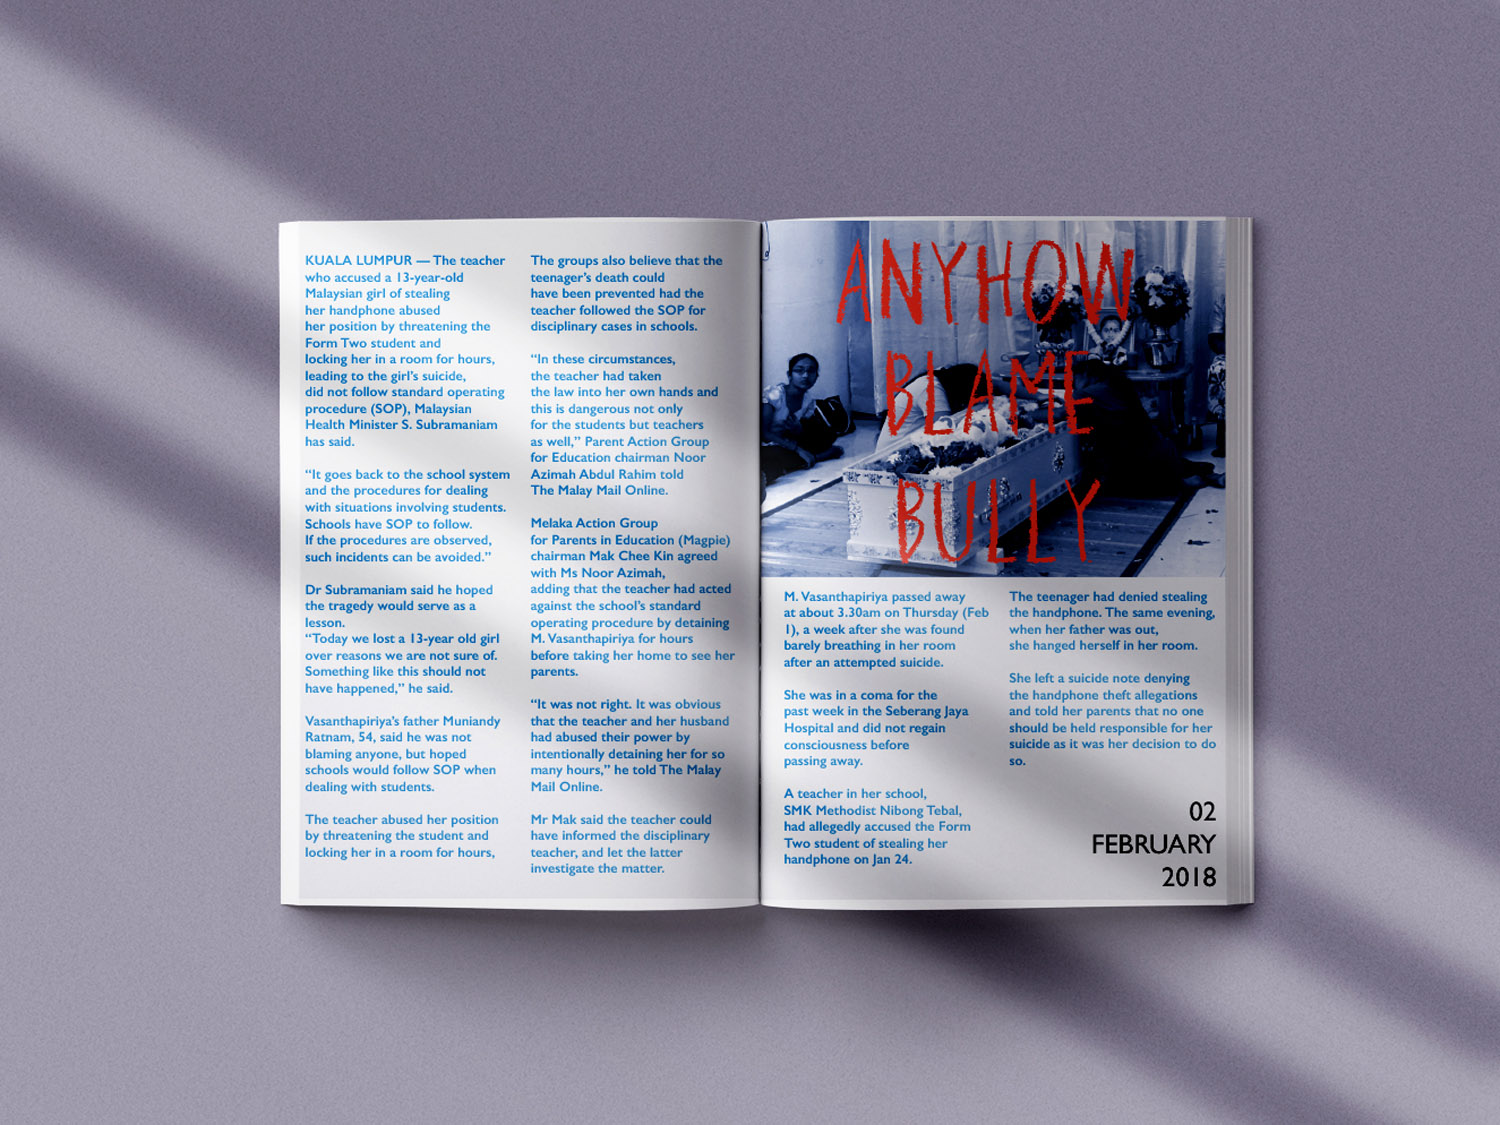 KUALA LUMPUR — The teacher
who accused a 13-year-old
Malaysian girl of stealing
her handphone abused
her position by threatening the
Form Two student and
locking her in a room for hours,
leading to the girl's suicide,
did not follow standard operating
procedure (SOP), Malaysian
Health Minister S. Subramaniam
has said.
“It goes back to the school system
and the procedures for dealing
with situations involving students.
Schools have SOP to follow.
If the procedures are observed,
such incidents can be avoided.”
Dr Subramaniam said he hoped
the tragedy would serve as a
lesson.
“Today we lost a 13-year old girl
over reasons we are not sure of.
Something like this should not
have happened,” he said.
Vasanthapiriya's father Muniandy
Ratnam, 54, said he was not
blaming anyone, but hoped
schools would follow SOP when
dealing with students.
The teacher abused her position
by threatening the student and
locking her in a room for hours,
The groups also believe that the
teenager's death could
have been prevented had the
teacher followed the SOP for
disciplinary cases in schools.
“In these circumstances,
the teacher had taken
the law into her own hands and
this is dangerous not only
for the students but teachers
as well,” Parent Action Group
for Education chairman Noor
Azimah Abdul Rahim told
The Malay Mail Online.
Melaka Action Group
for Parents in Education (Magpie)
chairman Mak Chee Kin agreed
with Ms Noor Azimah,
adding that the teacher had acted
against the school's standard
operating procedure by detaining
M. Vasanthapiriya for hours
before taking her home to see her
parents.
“It was not right. It was obvious
that the teacher and her husband
had abused their power by
intentionally detaining her for so
many hours,” he told The Malay
Mail Online.
Mr Mak said the teacher could
have informed the disciplinary
teacher, and let the latter
investigate the matter.
ANYHOW
BLAME
BULLY
M. Vasanthapiriya passed away
at about 3.30am on Thursday (Feb
1), a week after she was found
barely breathing in her room
after an attempted suicide.
She was in a coma for the
past week in the Seberang Jaya
Hospital and did not regain
consciousness before
passing away.
A teacher in her school,
SMK Methodist Nibong Tebal,
had allegedly accused the Form
Two student of stealing her
handphone on Jan 24.
The teenager had denied stealing
the handphone. The same evening,
when her father was out,
she hanged herself in her room.
She left a suicide note denying
the handphone theft allegations
and told her parents that no one
should be held responsible for her
suicide as it was her decision to do
so.
02
FEBRUARY
2018